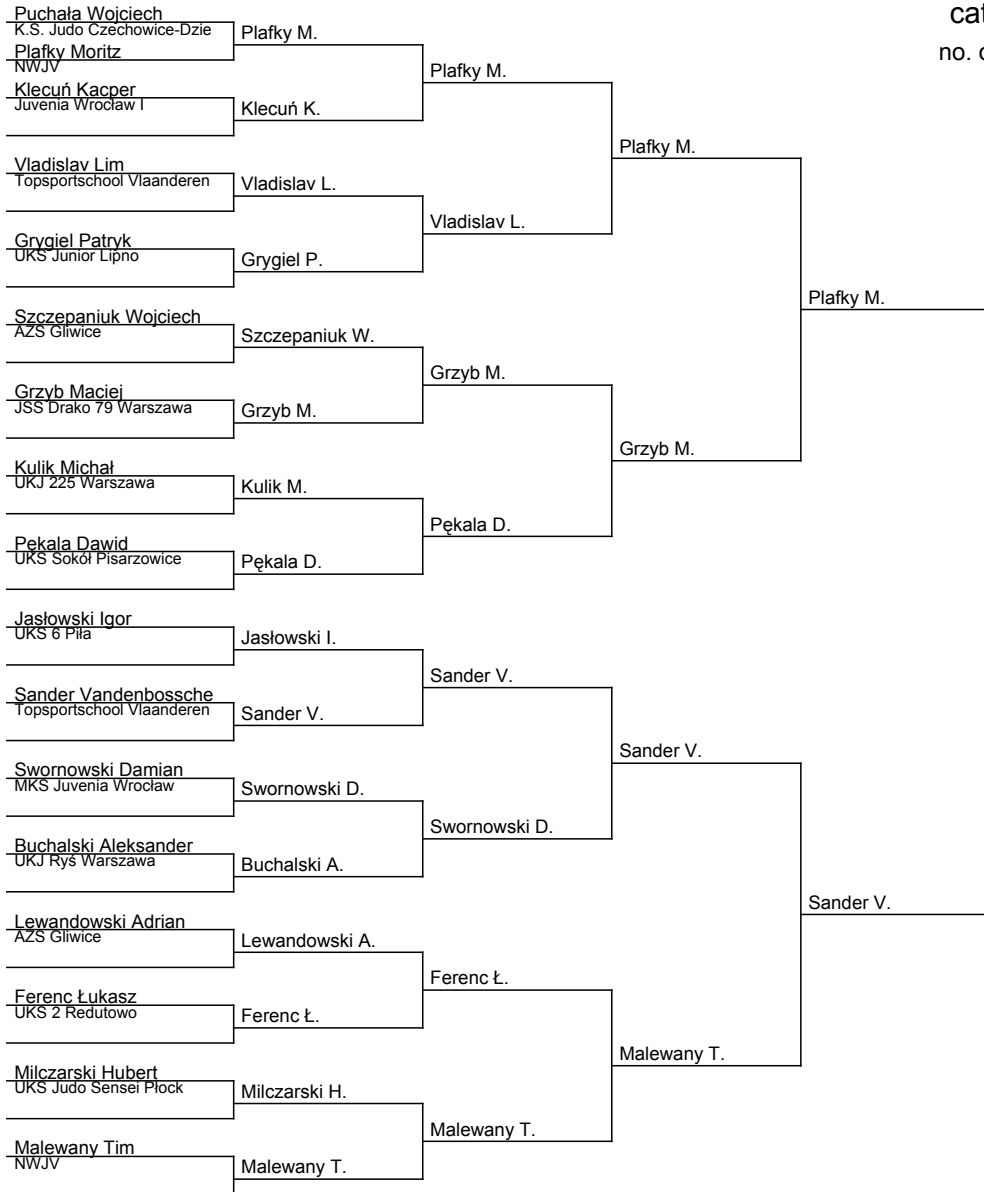 Puchała Wojciech
K.S. Judo Czechowice-Dzie
Plafky Moritz
NWJV
Klecuń Kacper
Juvenia Wrocław I
Vladislav Lim
Topsportschool Vlaanderen
Grygiel Patryk
UKS Junior Lipno
Szczepaniuk Wojciech
AZS Gliwice
Grzyb Maciej
JSS Drako 79 Warszawa
Kulik Michał
UKJ 225 Warszawa
Pękala Dawid
UKS Sokół Pisarzowice
Jasłowski Igor
UKS 6 Piła
Sander Vandenbossche
Topsportschool Vlaanderen
Swornowski Damian
MKS Juvenia Wrocław
Buchalski Aleksander
UKJ Ryś Warszawa
Lewandowski Adrian
AZS Gliwice
Ferenc Łukasz
UKS 2 Redutowo
Milczarski Hubert
UKS Judo Sensei Płock
Malewany Tim
NWJV
Plafky M.
Klecuń K.
Vladislav L.
Grygiel P.
Szczepaniuk W.
Grzyb M.
Kulik M.
Pękala D.
Jasłowski I.
Sander V.
Swornowski D.
Buchalski A.
Lewandowski A.
Ferenc Ł.
Milczarski H.
Malewany T.
Plafky M.
Vladislav L.
Grzyb M.
Pękala D.
Sander V.
Swornowski D.
Ferenc Ł.
Malewany T.
Plafky M.
Grzyb M.
Sander V.
Malewany T.
Plafky M.
Sander V.
no.